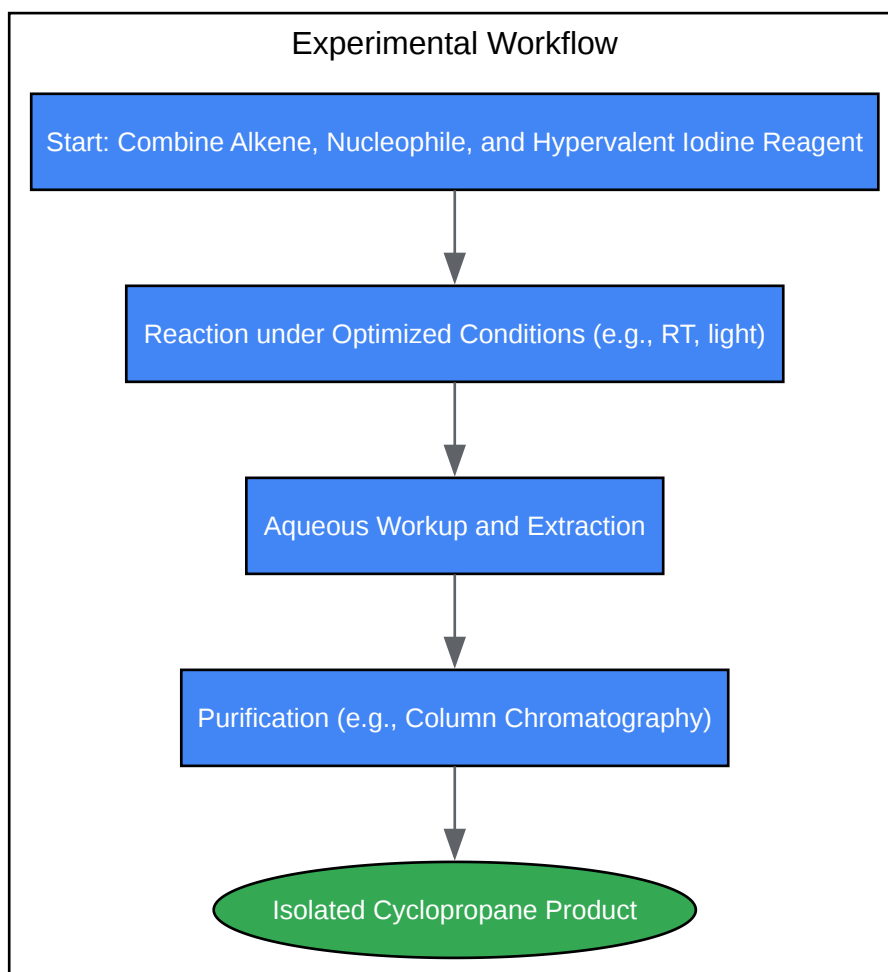 Experimental Workflow
Start: Combine Alkene, Nucleophile, and Hypervalent Iodine Reagent
Reaction under Optimized Conditions (e.g., RT, light)
Aqueous Workup and Extraction
Purification (e.g., Column Chromatography)
Isolated Cyclopropane Product